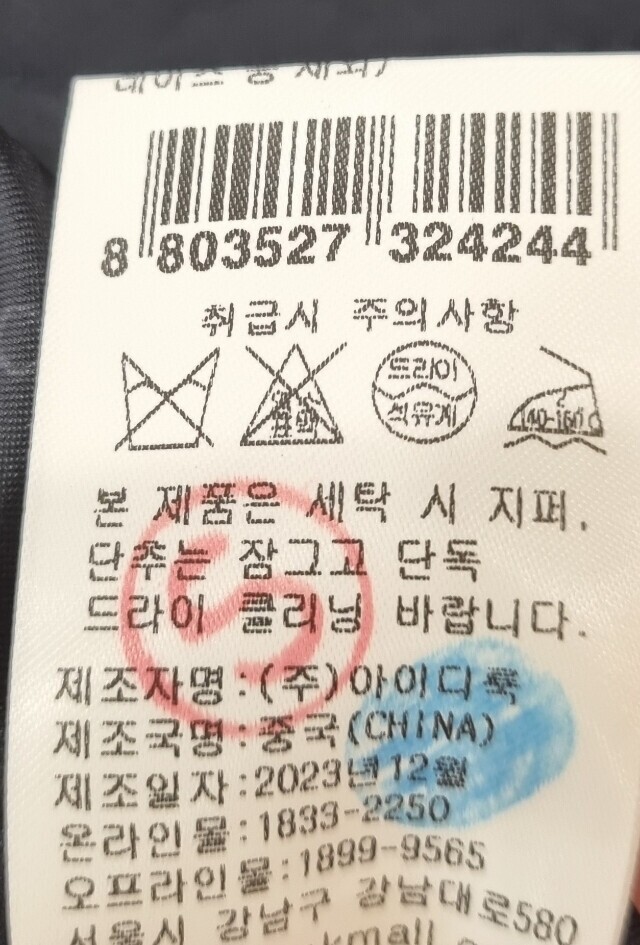 8 803527 324244
취급시 주의사항
드라이
석유계
140-160℃
본 제품은 세탁 시 지퍼,
단추는 잠그고 단독
드라이 클리닝 바랍니다.
제조자명:(주)아이디룩
제조국명:중국(CHINA)
제조일자:2023년12월
온라인몰:1833-2250
오프라인몰:1899-9565
서울시 강남구 강남대로580
kmall